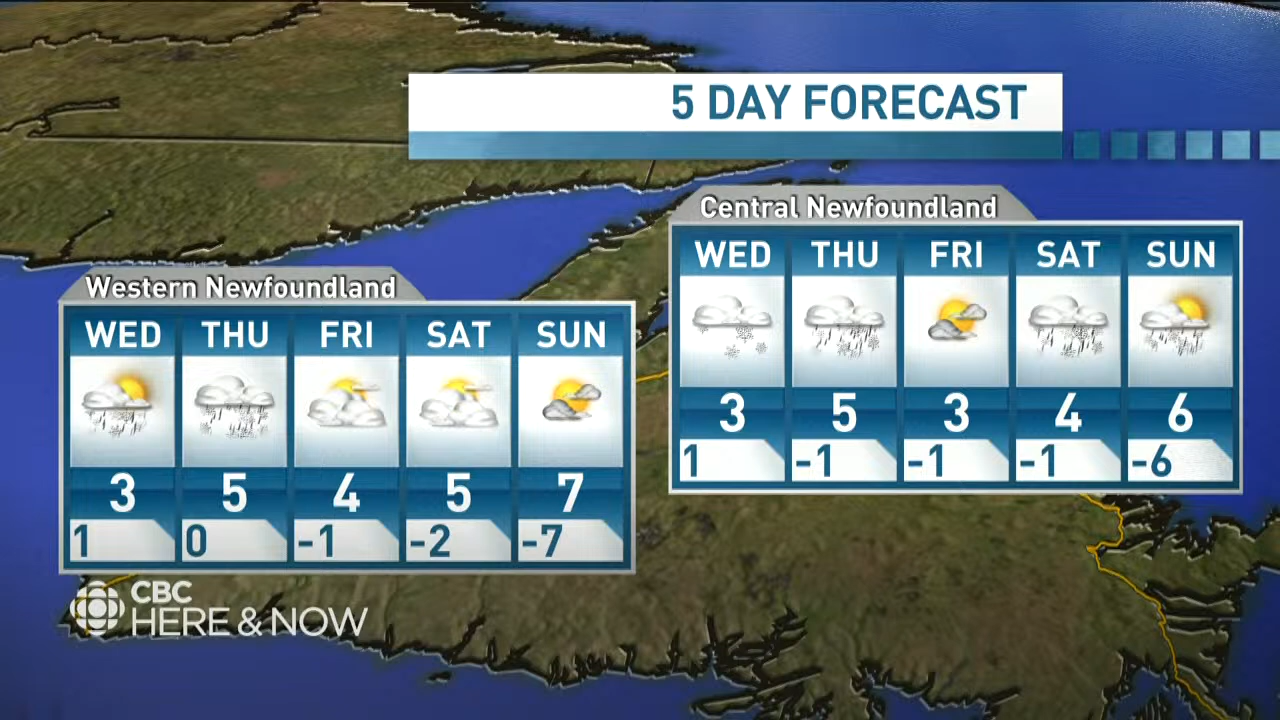 5 DAY FORECAST
Central Newfoundland
WED THU FRI SAT SUN
3 5 3 4 6
1 -1 -1 -1 -6
Western Newfoundland
WED THU FRI SAT SUN
3 5 4 5 7
1 0 -1 -2 -7
CBC
HERE & NOW